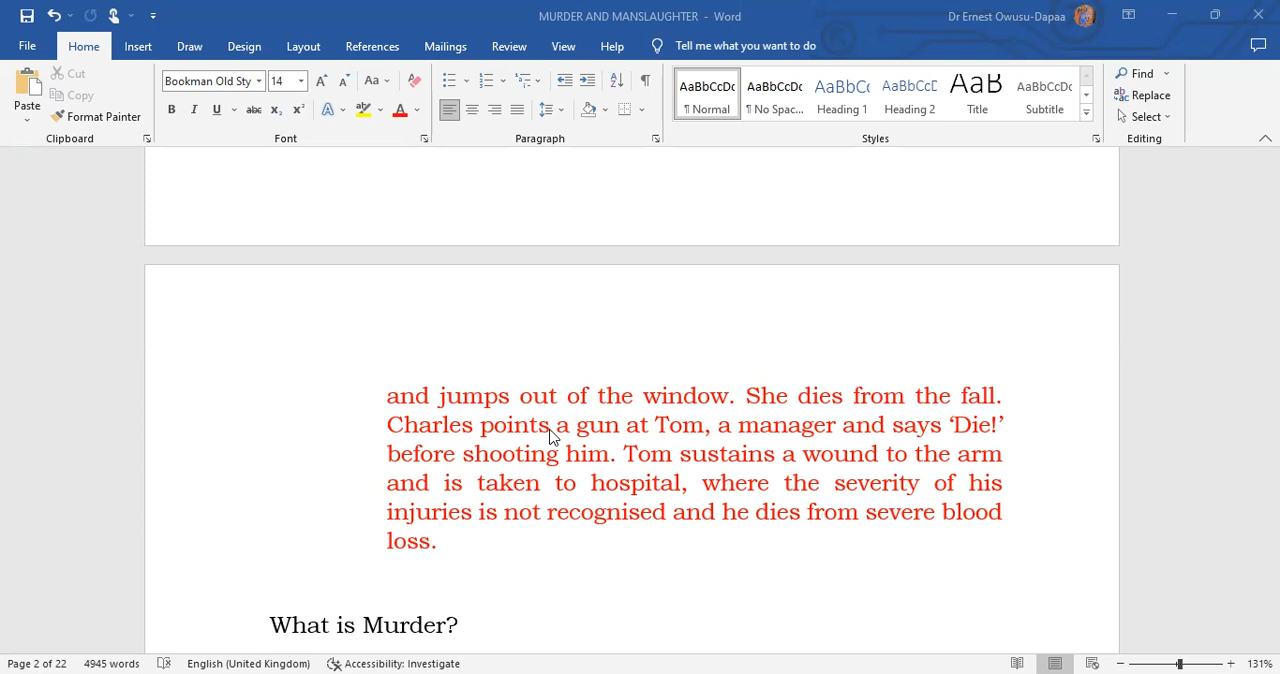 MURDER AND MANSLAUGHTER - Word
Dr Ernest Owusu-Dapaa
File Home Insert Draw Design Layout References Mailings Review View Help Tell me what you want to do
Paste
Cut
Copy
Format Painter
Clipboard
Bookman Old Sty 14
Aa
B I U abc x₂ x² A A
Font
Paragraph
AaBbCcDc AaBbCcDc AaBbCc AaBbCcD AaB AaBbCcDc
¶ Normal ¶ No Spac... Heading 1 Heading 2 Title Subtitle
Styles
Find
Replace
Select
Editing
and jumps out of the window. She dies from the fall.
Charles points a gun at Tom, a manager and says ‘Die!’
before shooting him. Tom sustains a wound to the arm
and is taken to hospital, where the severity of his
injuries is not recognised and he dies from severe blood
loss.
What is Murder?
Page 2 of 22 4945 words English (United Kingdom) Accessibility: Investigate 131%